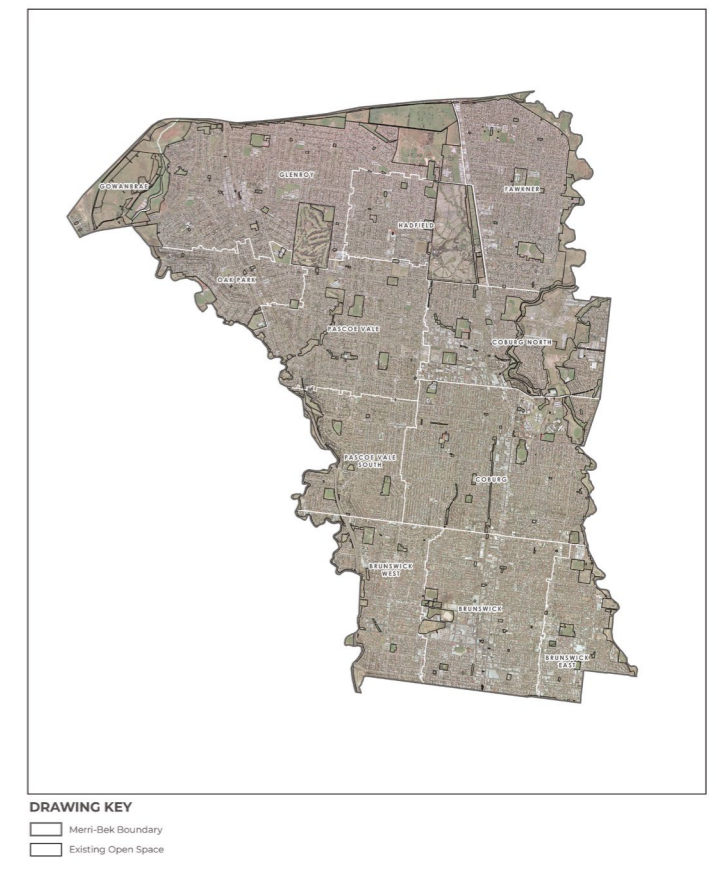 GOWANBRAE
GLENROY
FAWKNER
HADFIELD
OAK PARK
PASCOE VALE
COBURG NORTH
PASCOE VALE
SOUTH
COBURG
BRUNSWICK
WEST
BRUNSWICK
BRUNSWICK
EAST
DRAWING KEY
Merri-Bek Boundary
Existing Open Space